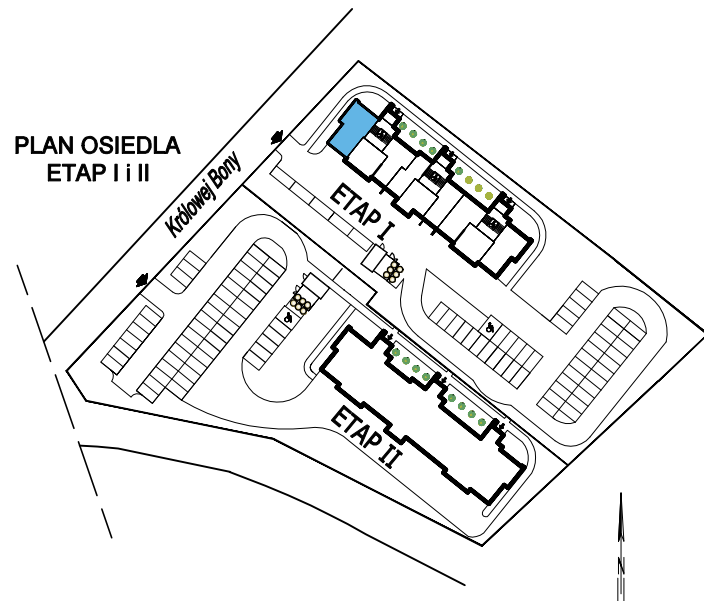 PLAN OSIEDLA
ETAP I i II
Królowej Bony
ETAP I
ETAP II
N